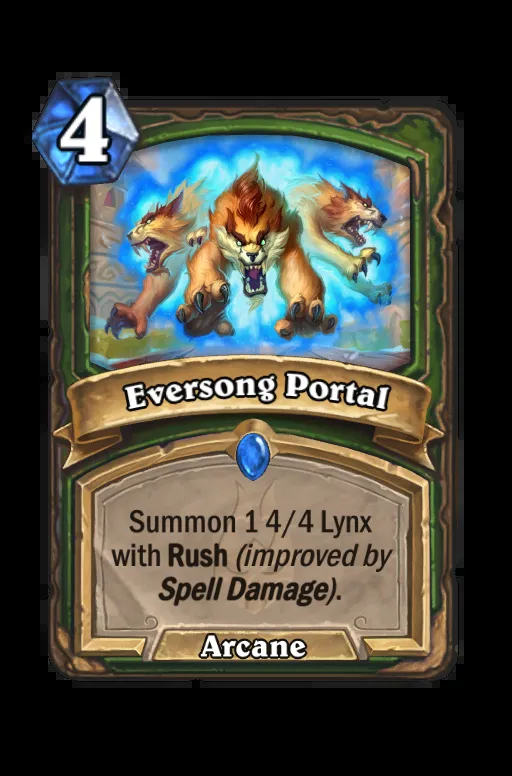 4
Eversong Portal
Summon 1 4/4 Lynx
with Rush (improved by
Spell Damage).
Arcane